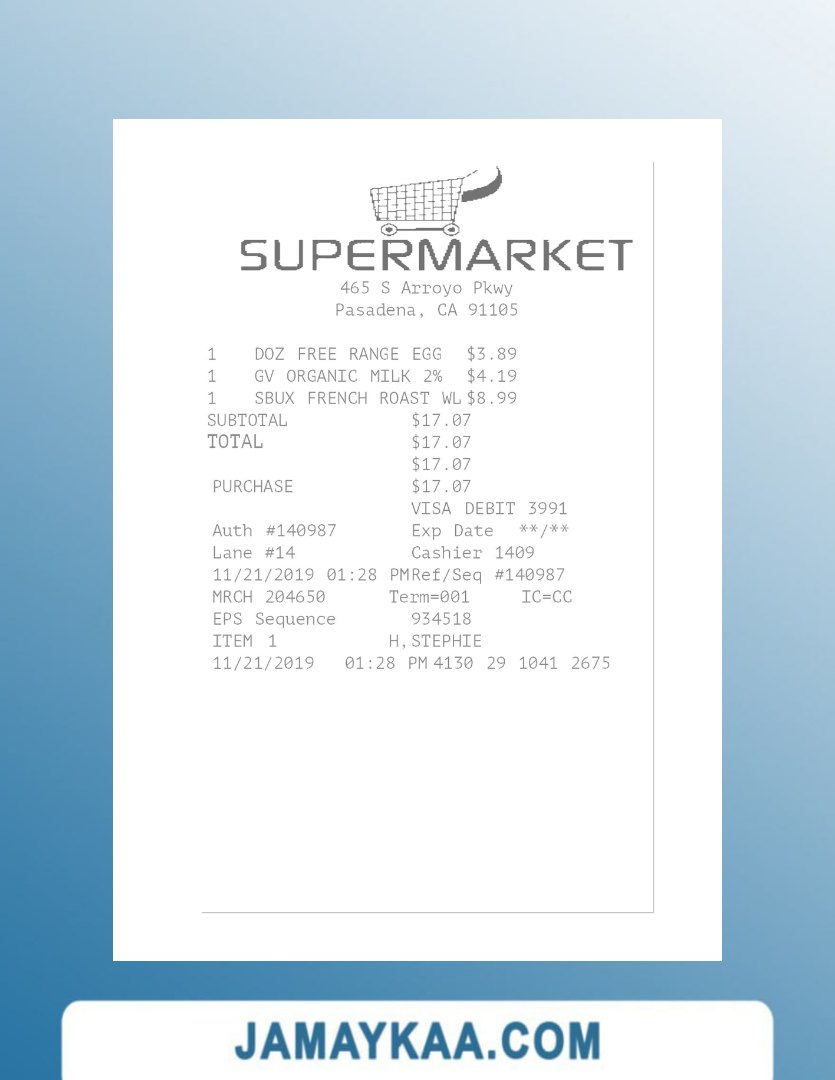 SUPERMARKET
465 S Arroyo Pkwy
Pasadena, CA 91105
1 DOZ FREE RANGE EGG $3.89
1 GV ORGANIC MILK 2% $4.19
1 SBUX FRENCH ROAST WL $8.99
SUBTOTAL $17.07
TOTAL $17.07
$17.07
PURCHASE $17.07
VISA DEBIT 3991
Auth #140987 Exp Date **/**
Lane #14 Cashier 1409
11/21/2019 01:28 PM Ref/Seq #140987
MRCH 204650 Term=001 IC=CC
EPS Sequence 934518
ITEM 1 H, STEPHIE
11/21/2019 01:28 PM 4130 29 1041 2675
JAMAYKAA.COM